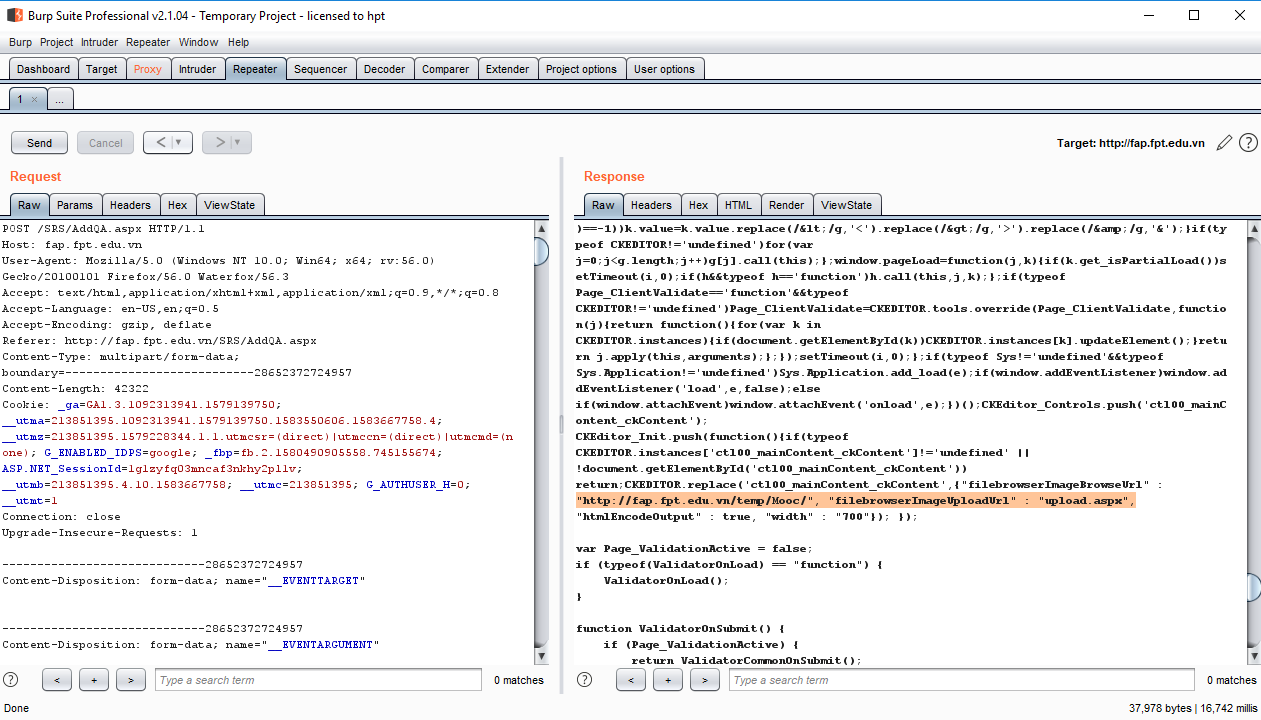 Burp Suite Professional v2.1.04 - Temporary Project - licensed to hpt
Burp Project Intruder Repeater Window Help
Dashboard Target Proxy Intruder Repeater Sequencer Decoder Comparer Extender Project options User options
1 × ...
Send Cancel < | ▼ > | ▼ Target: http://fap.fpt.edu.vn ?
Request
Raw Params Headers Hex ViewState
POST /SRS/AddQA.aspx HTTP/1.1
Host: fap.fpt.edu.vn
User-Agent: Mozilla/5.0 (Windows NT 10.0; Win64; x64; rv:56.0)
Gecko/20100101 Firefox/56.0 Waterfox/56.3
Accept: text/html,application/xhtml+xml,application/xml;q=0.9,*/*;q=0.8
Accept-Language: en-US,en;q=0.5
Accept-Encoding: gzip, deflate
Referer: http://fap.fpt.edu.vn/SRS/AddQA.aspx
Content-Type: multipart/form-data;
boundary=---------------------------28652372724957
Content-Length: 42322
Cookie: _ga=GA1.3.1092313941.1579139750;
__utma=213851395.1092313941.1579139750.1583550606.1583667758.4;
__utmz=213851395.1579228344.1.1.utmcsr=(direct)|utmccn=(direct)|utmcmd=(n
one); G_ENABLED_IDPS=google; _fbp=fb.2.1580490905558.745155674;
ASP.NET_SessionId=lglzyfq03mncaf3nkhy2pllv;
__utmb=213851395.4.10.1583667758; __utmc=213851395; G_AUTHUSER_H=0;
__utmt=1
Connection: close
Upgrade-Insecure-Requests: 1
-----------------------------28652372724957
Content-Disposition: form-data; name="__EVENTTARGET"
-----------------------------28652372724957
Content-Disposition: form-data; name="__EVENTARGUMENT"
? < + > Type a search term 0 matches
Response
Raw Headers Hex HTML Render ViewState
)==-1))k.value=k.value.replace(/&lt;/g,'<').replace(/&gt;/g,'>').replace(/&amp;/g,'&');}if(ty
peof CKEDITOR!='undefined')for(var
j=0;j<g.length;j++)g[j].call(this);};window.pageLoad=function(j,k){if(k.get_isPartialLoad())s
etTimeout(i,0);if(h&&typeof h=='function')h.call(this,j,k);};if(typeof
Page_ClientValidate=='function'&&typeof
CKEDITOR!='undefined')Page_ClientValidate=CKEDITOR.tools.override(Page_ClientValidate,functio
n(j){return function(){for(var k in
CKEDITOR.instances){if(document.getElementById(k))CKEDITOR.instances[k].updateElement();}retur
n j.apply(this,arguments);};});setTimeout(i,0);};if(typeof Sys!='undefined'&&typeof
Sys.Application!='undefined')Sys.Application.add_load(e);if(window.addEventListener)window.ad
dEventListener('load',e,false);else
if(window.attachEvent)window.attachEvent('onload',e);})();CKEditor_Controls.push('ctl00_mainC
ontent_ckContent');
CKEditor_Init.push(function(){if(typeof
CKEDITOR.instances['ctl00_mainContent_ckContent']!='undefined' ||
!document.getElementById('ctl00_mainContent_ckContent'))
return;CKEDITOR.replace('ctl00_mainContent_ckContent',{"filebrowserImageBrowseUrl" :
"http://fap.fpt.edu.vn/temp/Mooc/", "filebrowserImageUploadUrl" : "upload.aspx",
"htmlEncodeOutput" : true, "width" : "700"}); });
var Page_ValidationActive = false;
if (typeof(ValidatorOnLoad) == "function") {
ValidatorOnLoad();
}
function ValidatorOnSubmit() {
if (Page_ValidationActive) {
return ValidatorCommonOnSubmit();
? < + > Type a search term 0 matches
Done 37,978 bytes | 16,742 millis